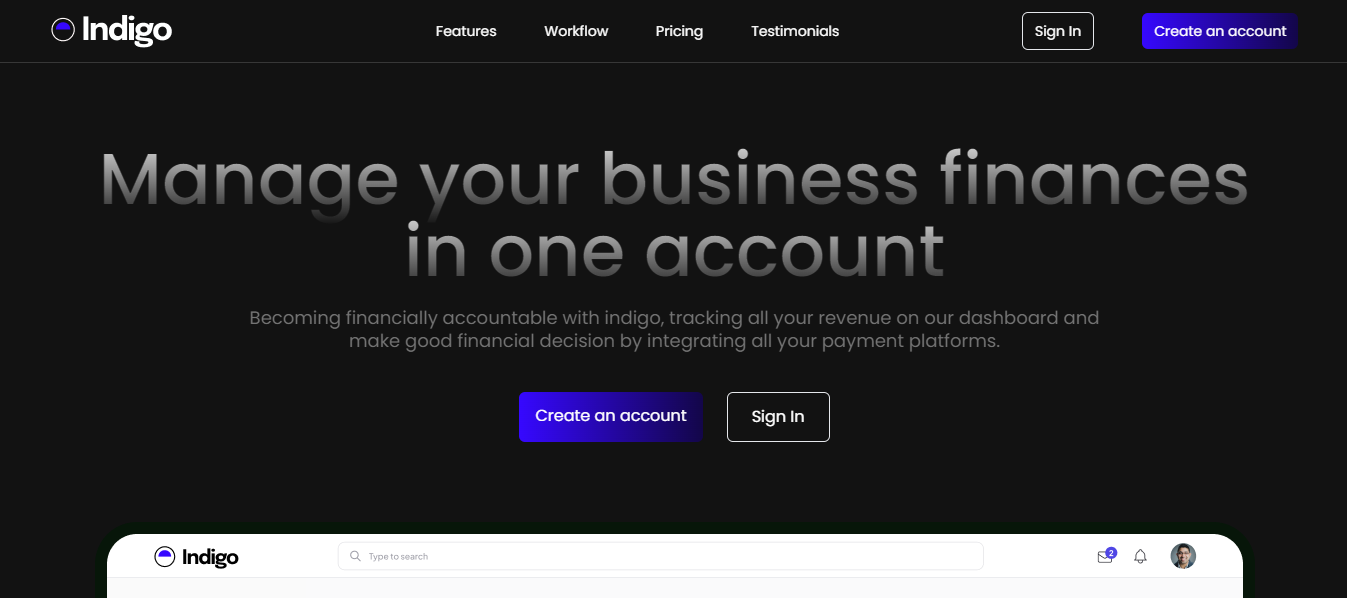 Indigo
Features
Workflow
Pricing
Testimonials
Sign In
Create an account
Manage your business finances
in one account
Becoming financially accountable with indigo, tracking all your revenue on our dashboard and
make good financial decision by integrating all your payment platforms.
Create an account
Sign In
Indigo
Type to search
2